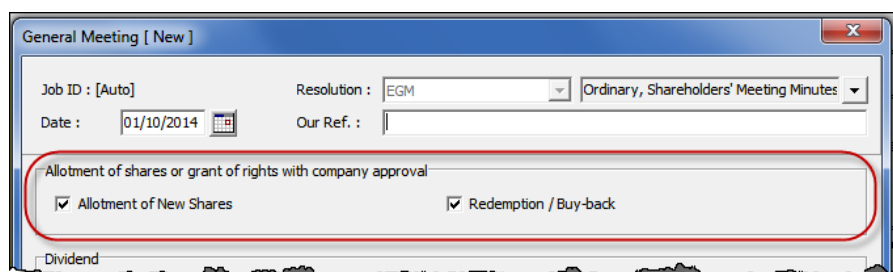 General Meeting [ New ]
Job ID : [Auto] Resolution : EGM Ordinary, Shareholders' Meeting Minutes
Date : 01/10/2014 Our Ref. :
Allotment of shares or grant of rights with company approval
Allotment of New Shares Redemption / Buy-back
Dividend